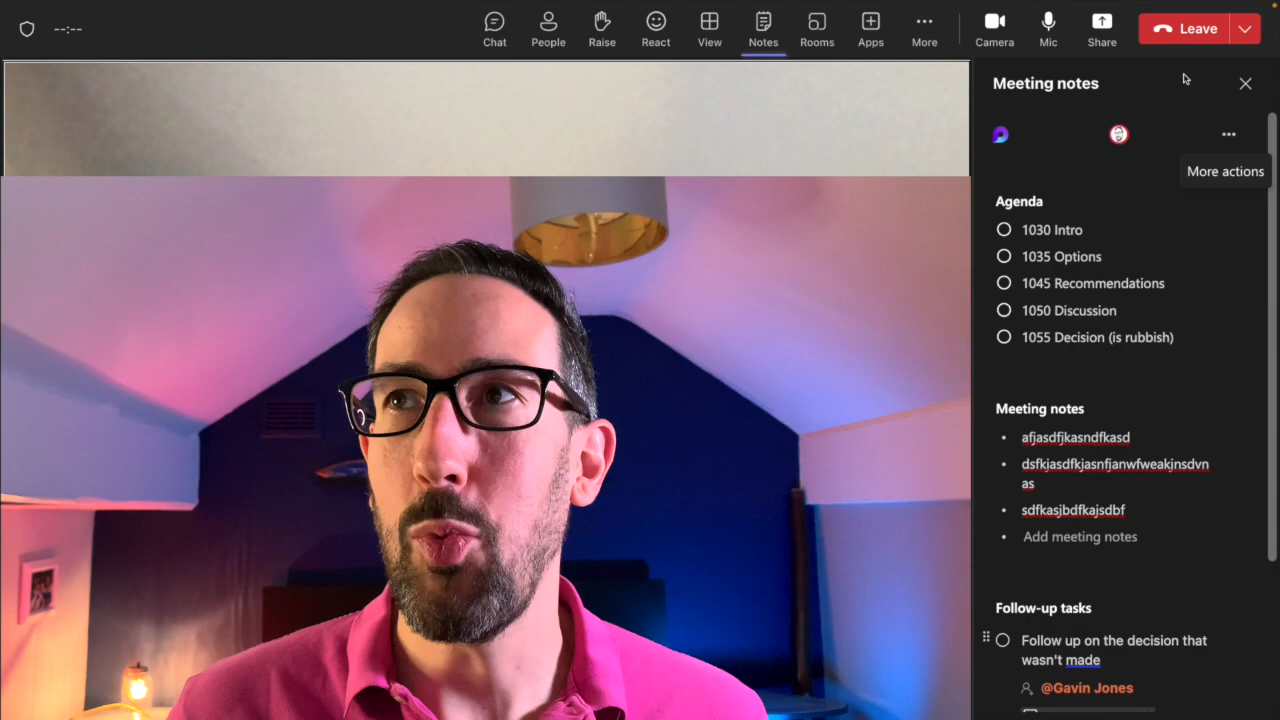 --:--
Chat
People
Raise
React
View
Notes
Rooms
Apps
More
Camera
Mic
Share
Leave
Meeting notes
More actions
Agenda
1030 Intro
1035 Options
1045 Recommendations
1050 Discussion
1055 Decision (is rubbish)
Meeting notes
afjasdfjkasndfkasd
dsfkjasdfkjasnfjanwfweakjnsdvn
as
sdfkasjbdfkajsdbf
Add meeting notes
Follow-up tasks
Follow up on the decision that
wasn't made
@Gavin Jones